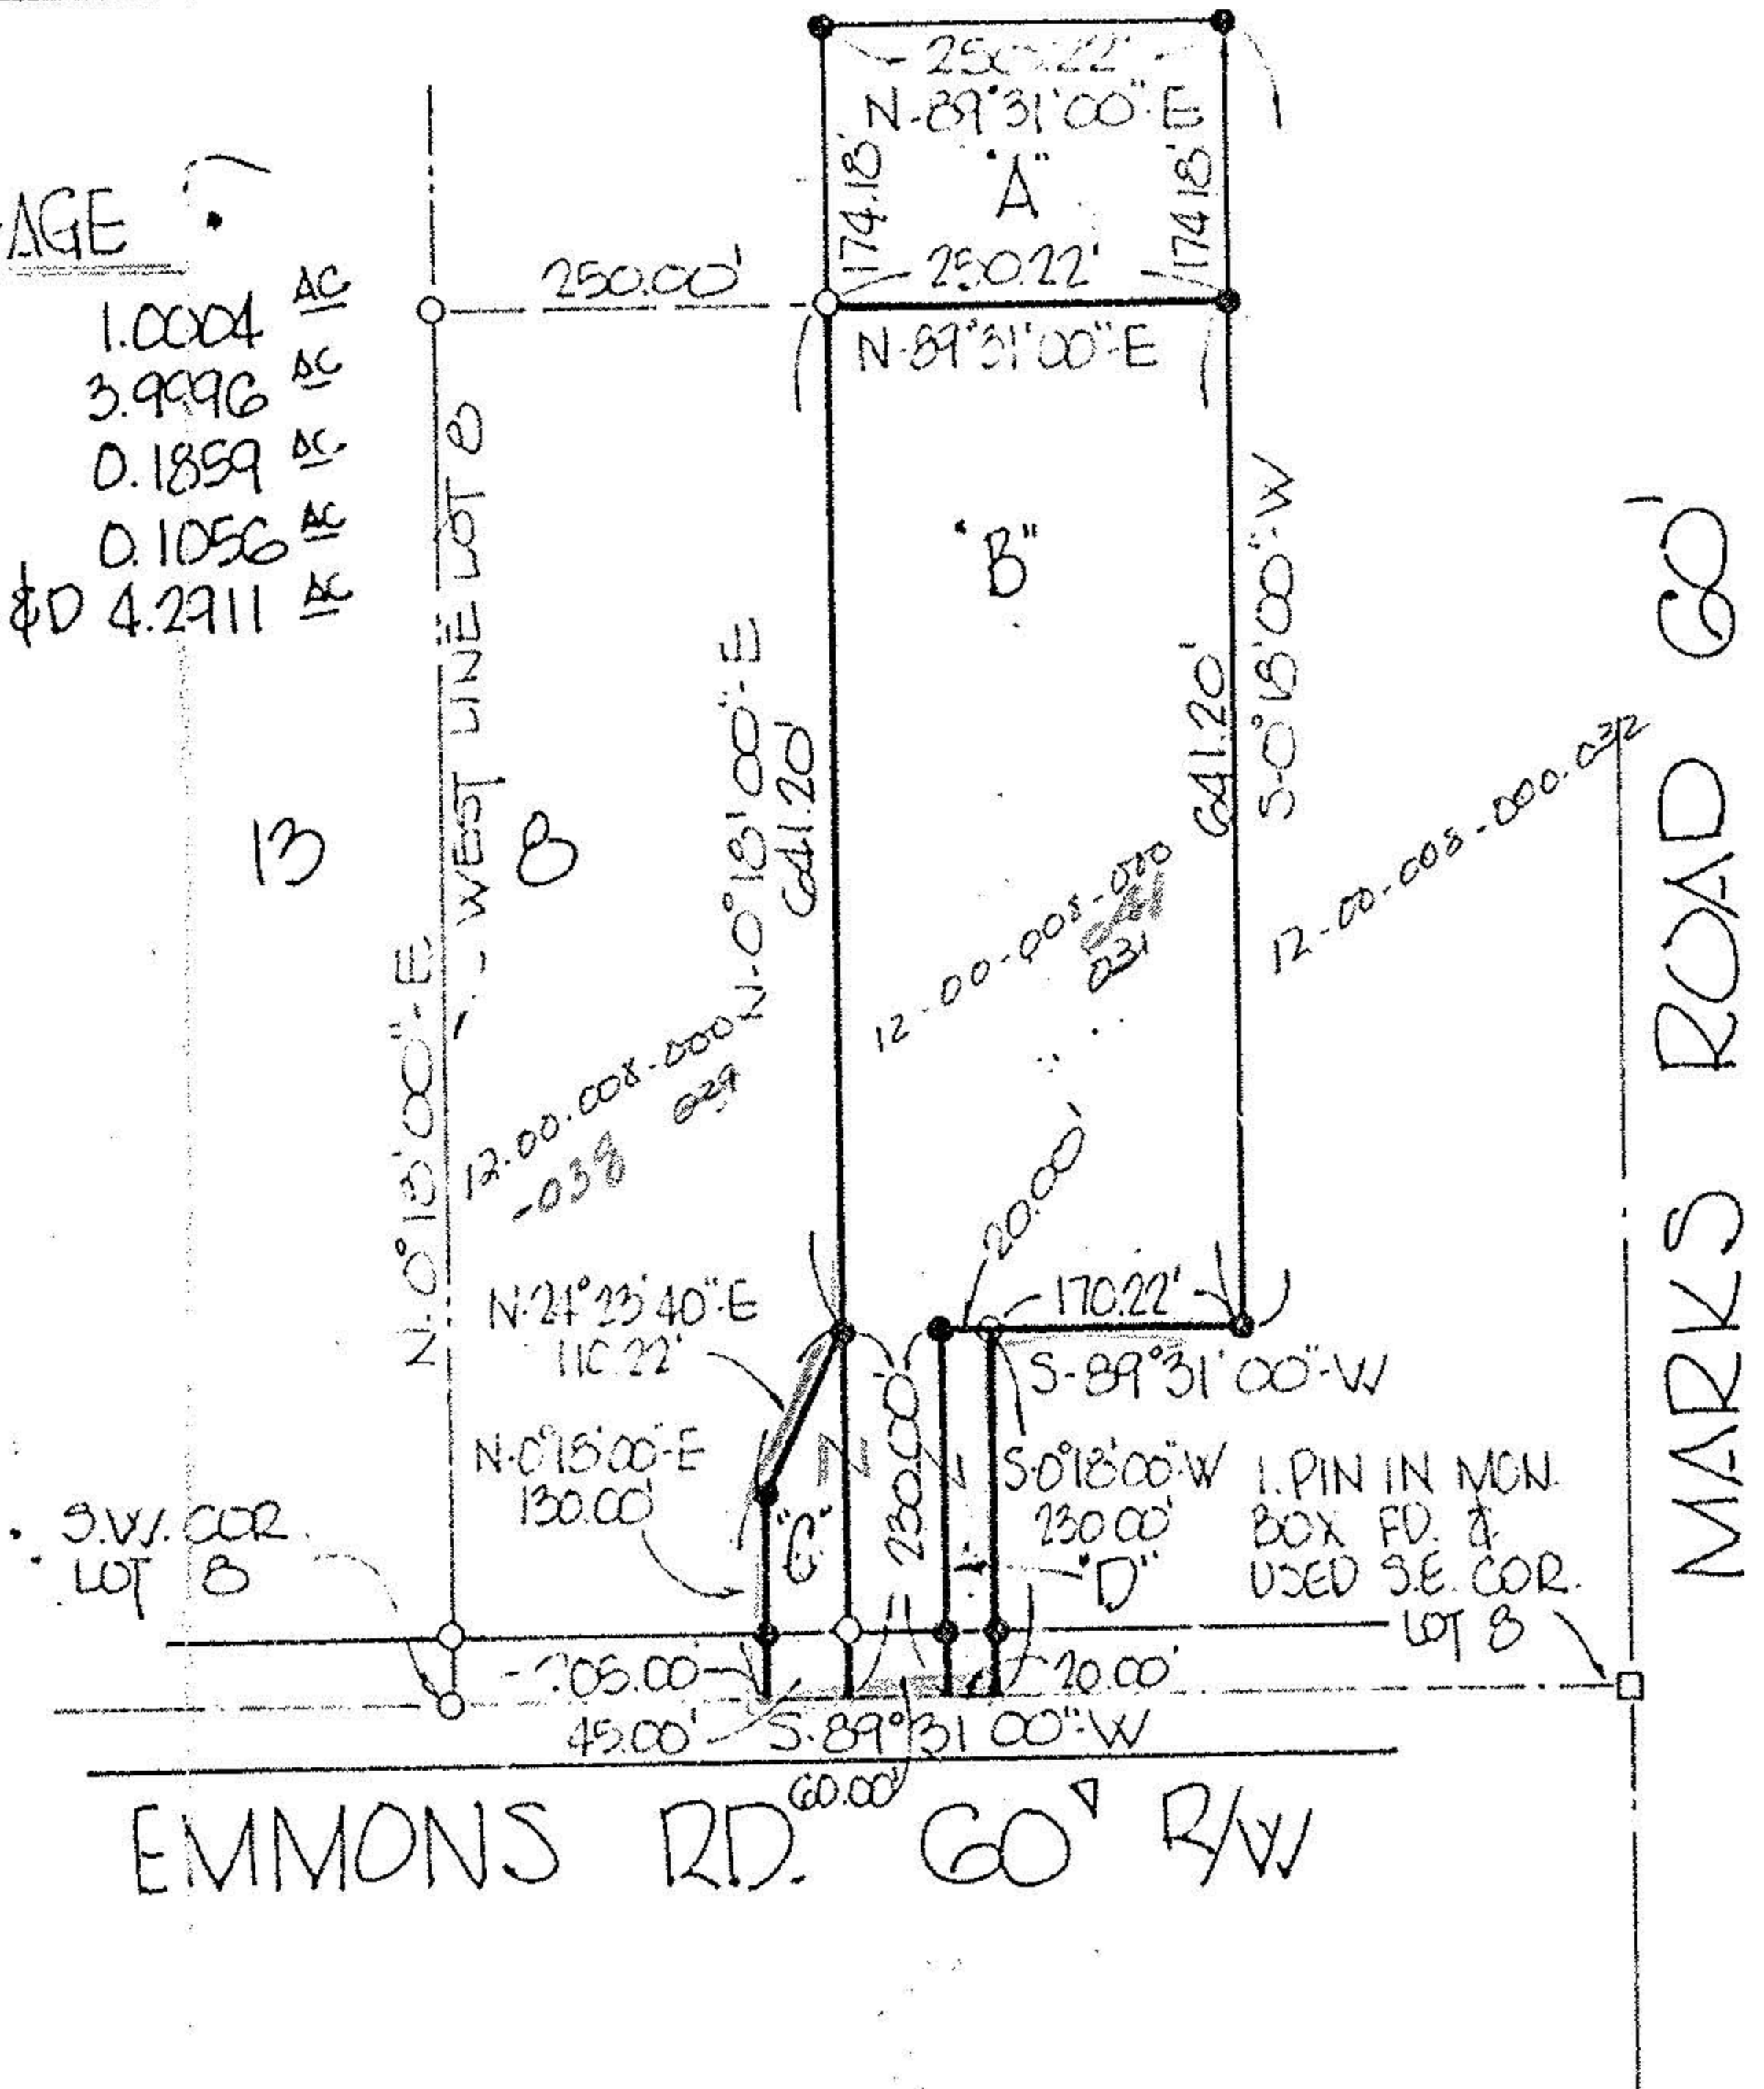 250.22'
N-89°31'00"-E
"A"
174.18'
174.18'
AGE
1.0004 AC
3.9996 AC
0.1859 AC
0.1056 AC
&D 4.2911 AC
250.00'
250.22'
N-89°31'00"-E
WEST LINE LOT 8
"B"
S-0°18'00"-W
641.20'
N-0°18'00"-E
641.20'
13
8
N-0°18'00"-E
12-00-008-000
029
-038
12-00-008-000
031
12-00-008-000-032
MARKS ROAD 60'
20.00'
170.22'
S-89°31'00"-W
N-24°23'40"-E
110.22'
N-0°18'00"-E
130.00'
"C"
230.00'
S-0°18'00"-W
230.00'
"D"
1. PIN IN MON.
BOX FD. &
USED S.E. COR.
LOT 8
S.W. COR.
LOT 8
205.00'
20.00'
45.00'
S-89°31'00"-W
60.00'
EMMONS RD. 60' R/W